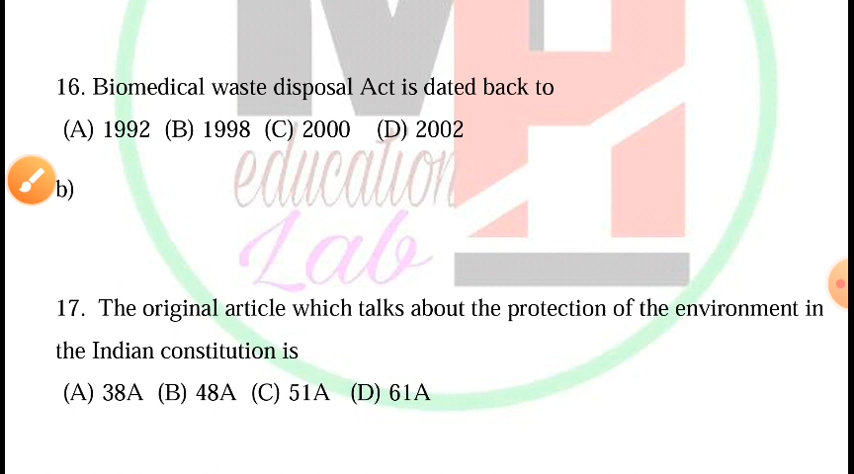 16. Biomedical waste disposal Act is dated back to
(A) 1992 (B) 1998 (C) 2000 (D) 2002
education
b)
Lab
17. The original article which talks about the protection of the environment in
the Indian constitution is
(A) 38A (B) 48A (C) 51A (D) 61A